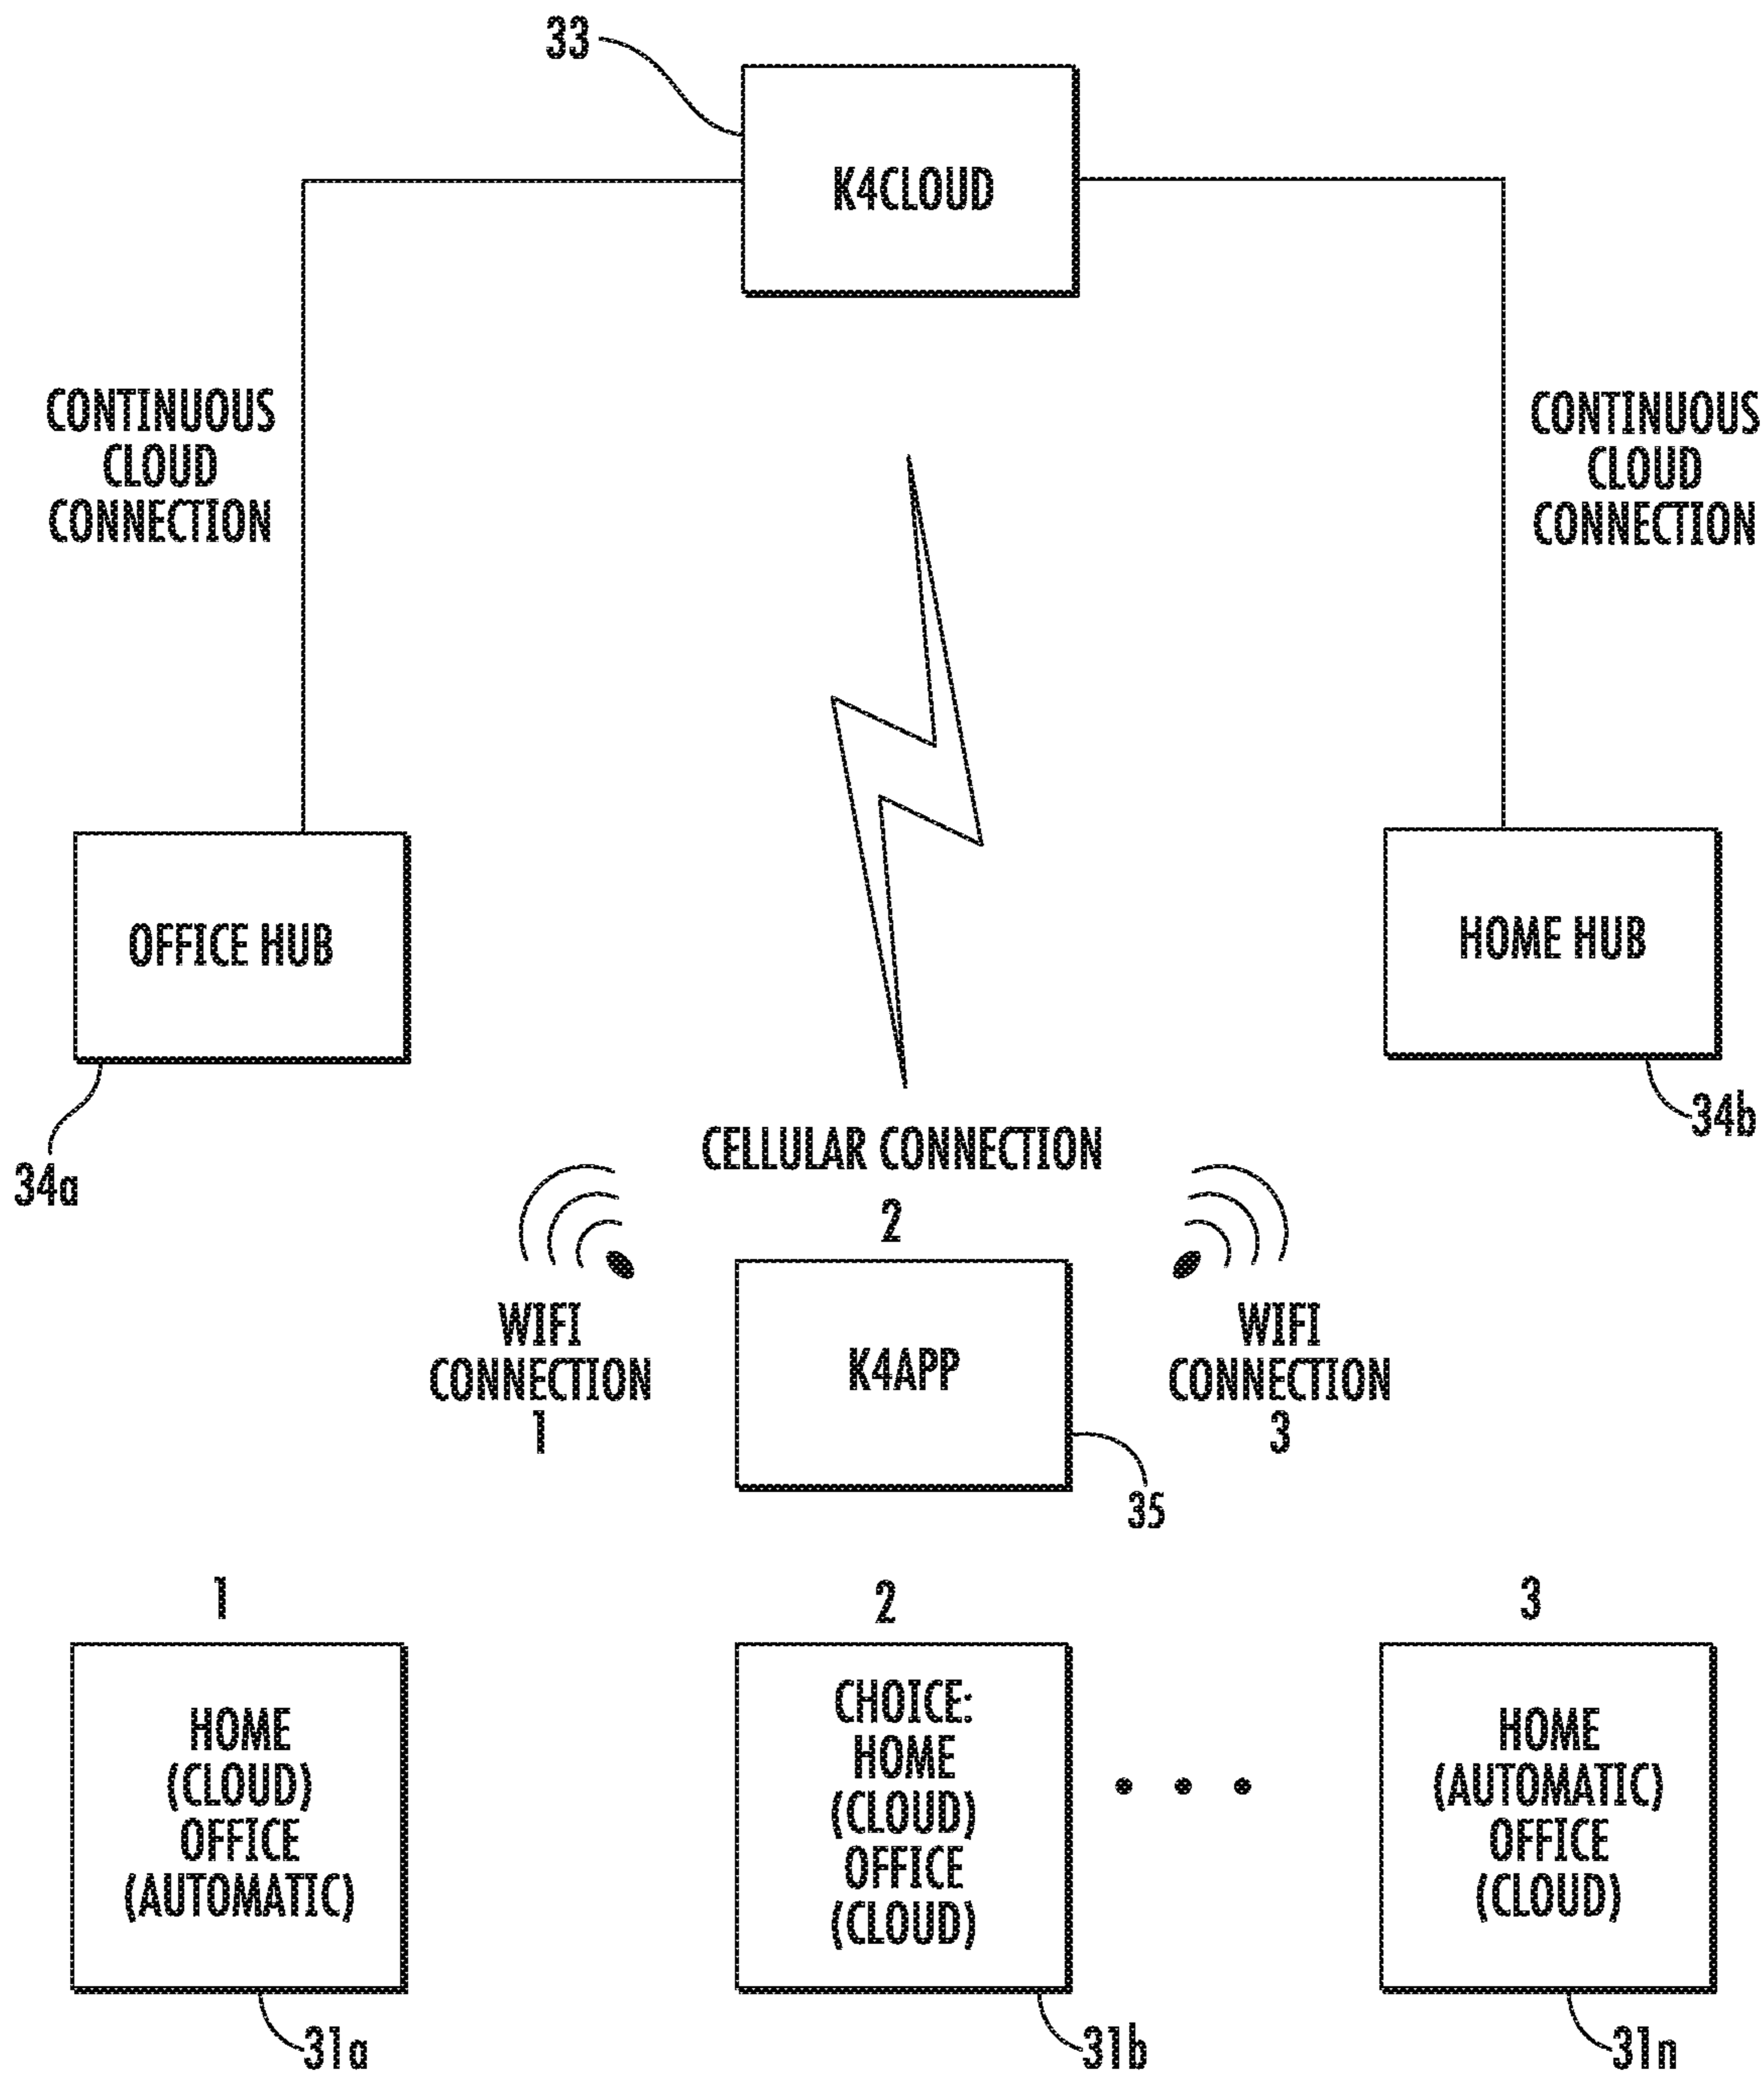 33
K4CLOUD
CONTINUOUS
CLOUD
CONNECTION
CONTINUOUS
CLOUD
CONNECTION
OFFICE HUB
HOME HUB
34a
34b
CELLULAR CONNECTION
2
WIFI
CONNECTION
1
K4APP
WIFI
CONNECTION
3
35
1
HOME
(CLOUD)
OFFICE
(AUTOMATIC)
31a
2
CHOICE:
HOME
(CLOUD)
OFFICE
(CLOUD)
31b
3
HOME
(AUTOMATIC)
OFFICE
(CLOUD)
31n